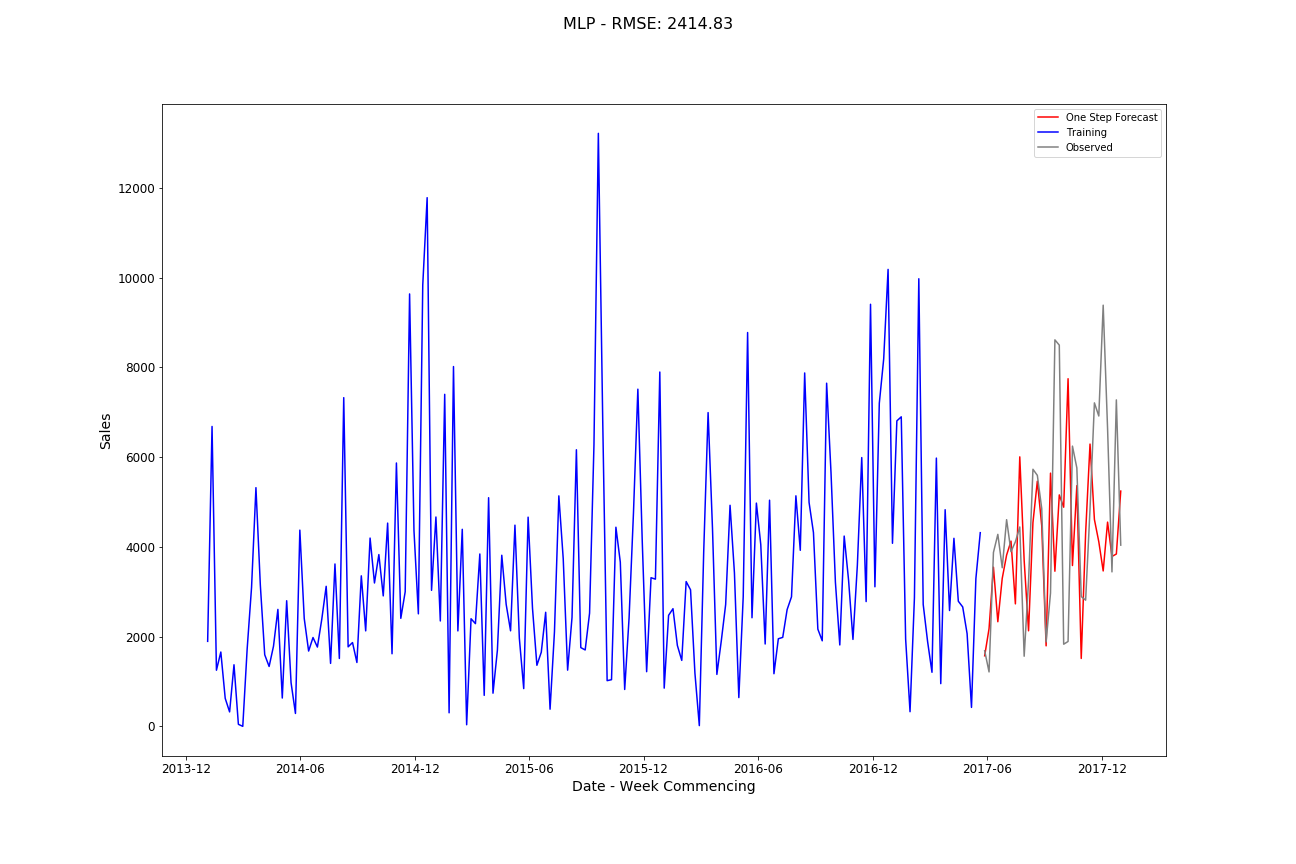 MLP - RMSE: 2414.83
One Step Forecast
Training
Observed
12000
10000
8000
6000
4000
2000
0
Sales
2013-12 2014-06 2014-12 2015-06 2015-12 2016-06 2016-12 2017-06 2017-12
Date - Week Commencing